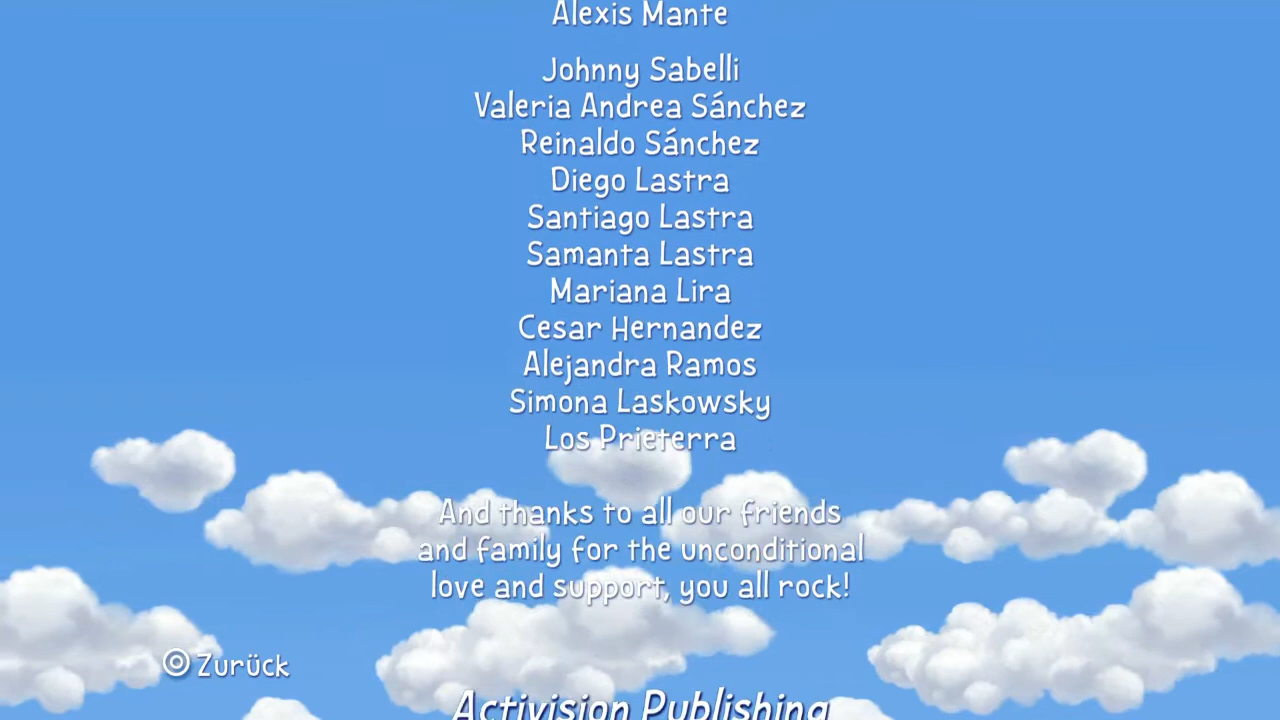 Alexis Mante
Johnny Sabelli
Valeria Andrea Sánchez
Reinaldo Sánchez
Diego Lastra
Santiago Lastra
Samanta Lastra
Mariana Lira
Cesar Hernandez
Alejandra Ramos
Simona Laskowsky
Los Prieterra
And thanks to all our friends
and family for the unconditional
love and support, you all rock!
Zurück
Activision Publishing